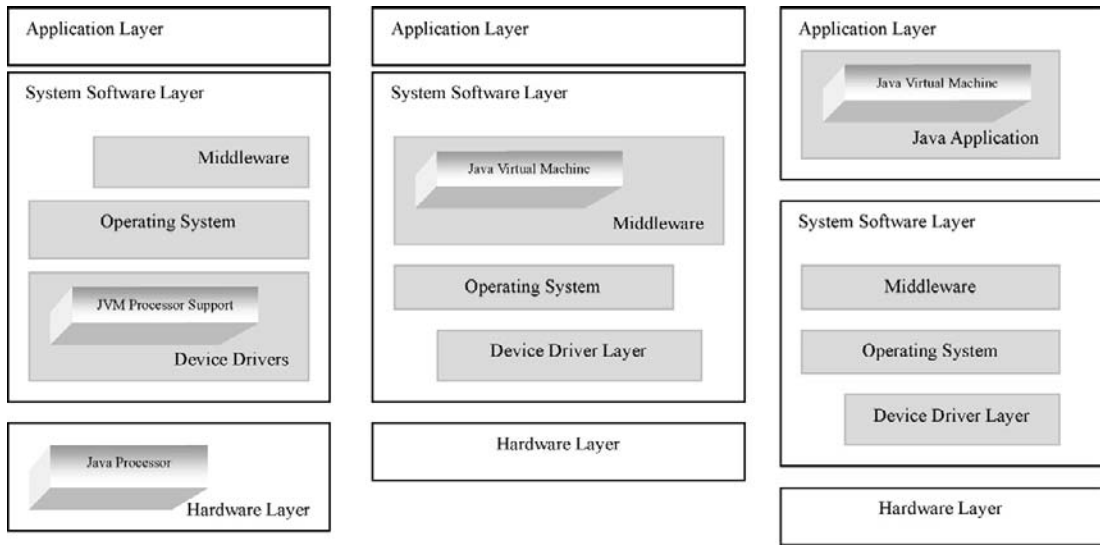 Application Layer
System Software Layer
Middleware
Operating System
JVM Processor Support
Device Drivers
Java Processor
Hardware Layer
Application Layer
System Software Layer
Java Virtual Machine
Middleware
Operating System
Device Driver Layer
Hardware Layer
Application Layer
Java Virtual Machine
Java Application
System Software Layer
Middleware
Operating System
Device Driver Layer
Hardware Layer